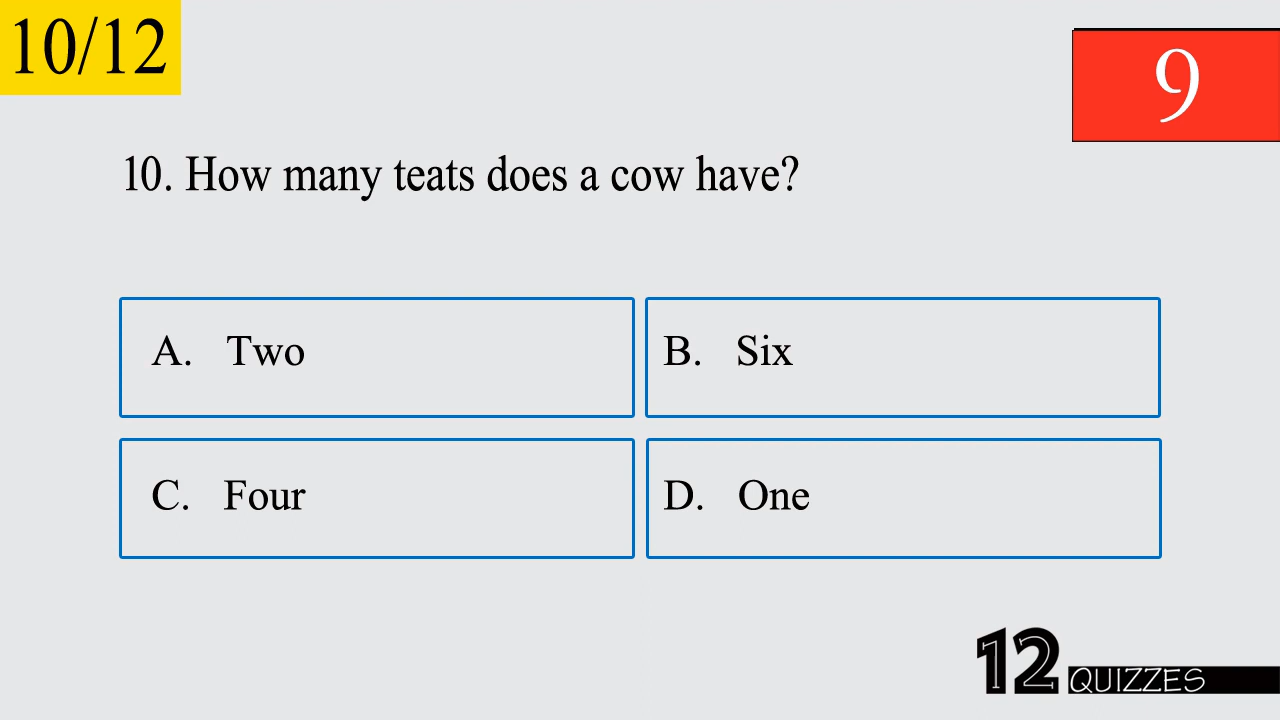 10/12
9
10. How many teats does a cow have?
A. Two
B. Six
C. Four
D. One
12 QUIZZES